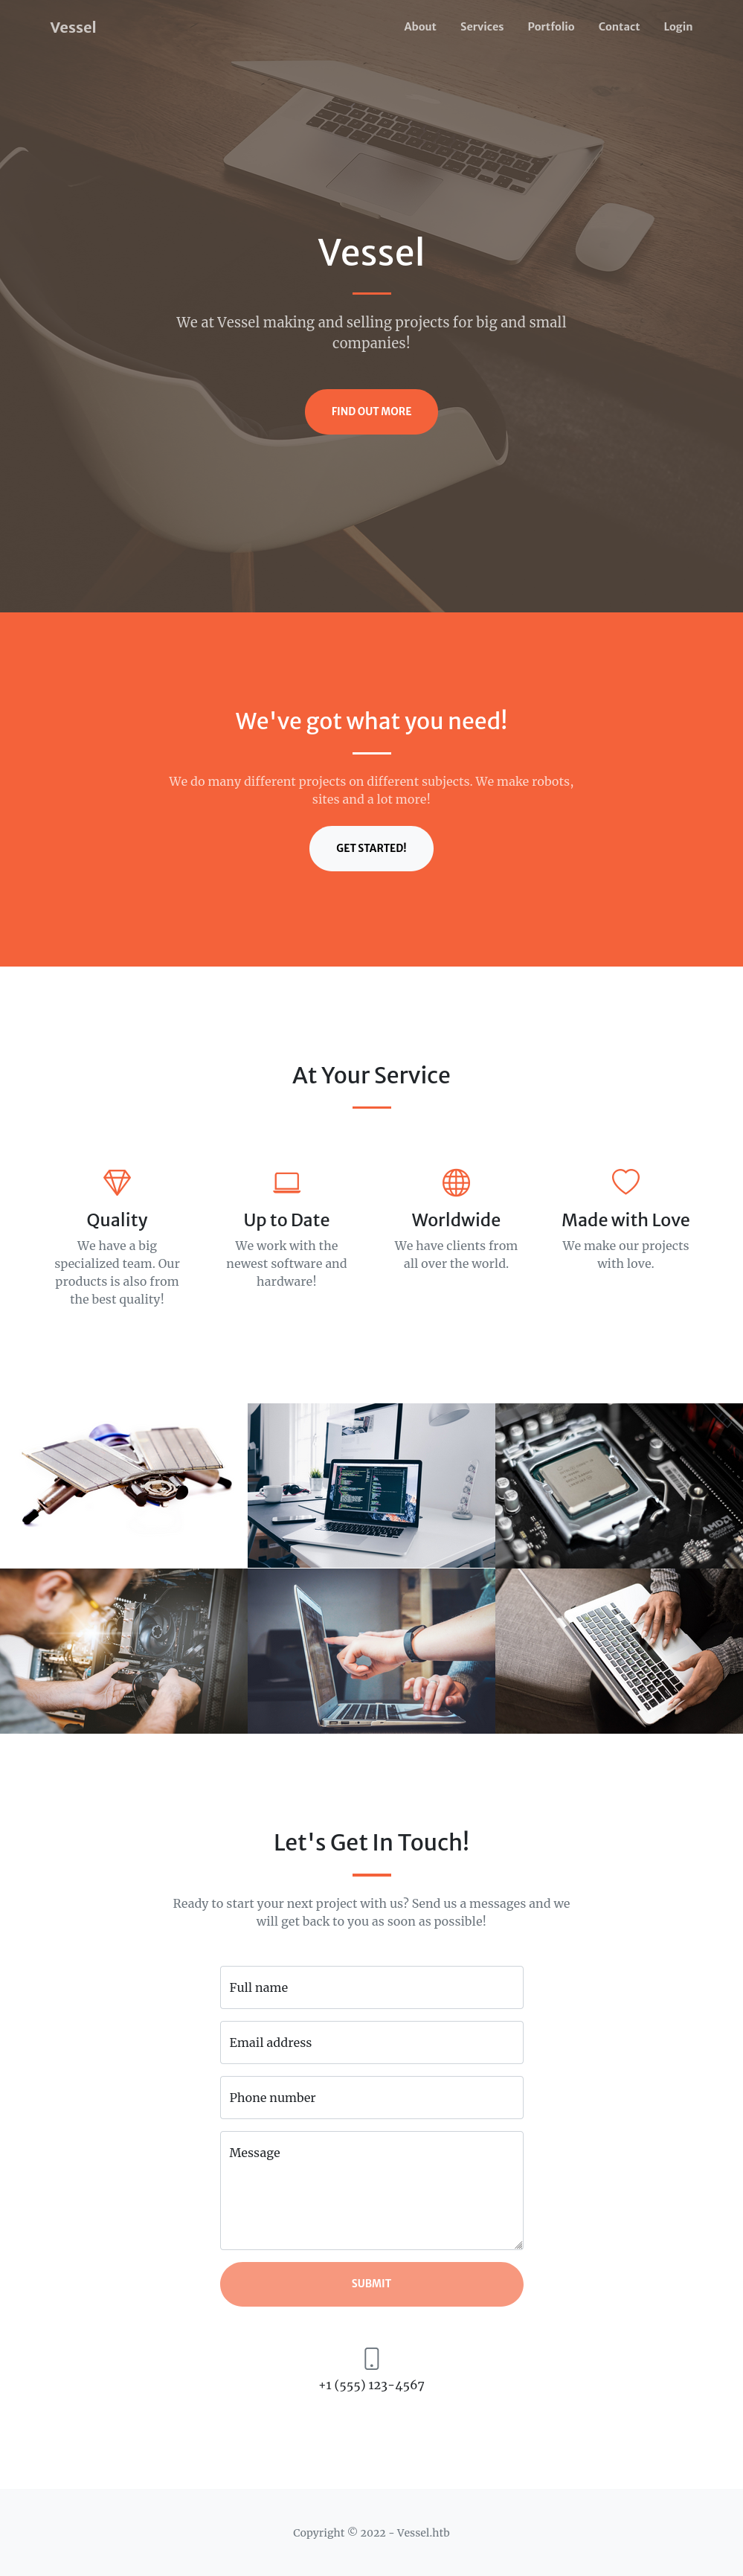 Vessel About Services Portfolio Contact Login
Vessel
We at Vessel making and selling projects for big and small
companies!
FIND OUT MORE
We've got what you need!
We do many different projects on different subjects. We make robots,
sites and a lot more!
GET STARTED!
At Your Service
Quality
We have a big
specialized team. Our
products is also from
the best quality!
Up to Date
We work with the
newest software and
hardware!
Worldwide
We have clients from
all over the world.
Made with Love
We make our projects
with love.
AMD
Let's Get In Touch!
Ready to start your next project with us? Send us a messages and we
will get back to you as soon as possible!
Full name
Email address
Phone number
Message
SUBMIT
+1 (555) 123-4567
Copyright © 2022 - Vessel.htb